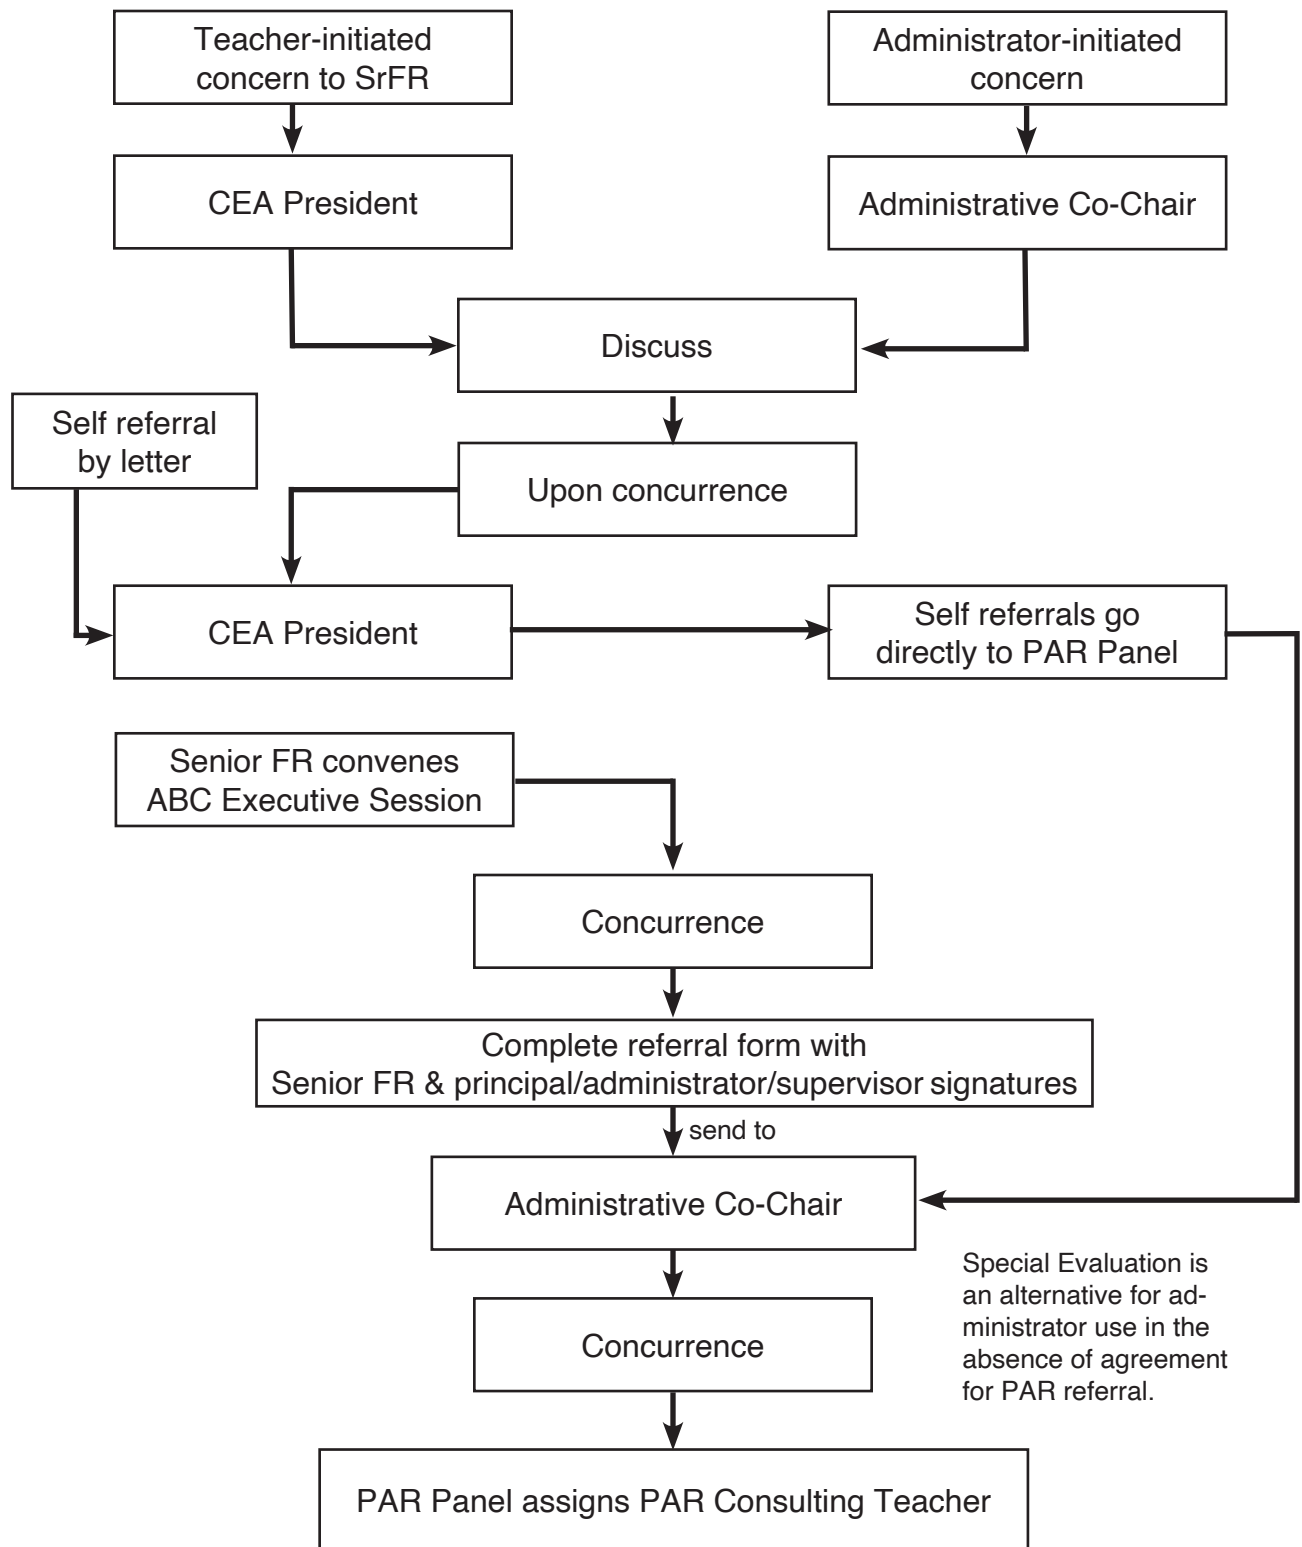 Teacher-initiated
concern to SrFR
Administrator-initiated
concern
CEA President
Administrative Co-Chair
Discuss
Self referral
by letter
Upon concurrence
CEA President
Self referrals go
directly to PAR Panel
Senior FR convenes
ABC Executive Session
Concurrence
Complete referral form with
Senior FR & principal/administrator/supervisor signatures
send to
Administrative Co-Chair
Special Evaluation is
an alternative for ad-
ministrator use in the
absence of agreement
for PAR referral.
Concurrence
PAR Panel assigns PAR Consulting Teacher